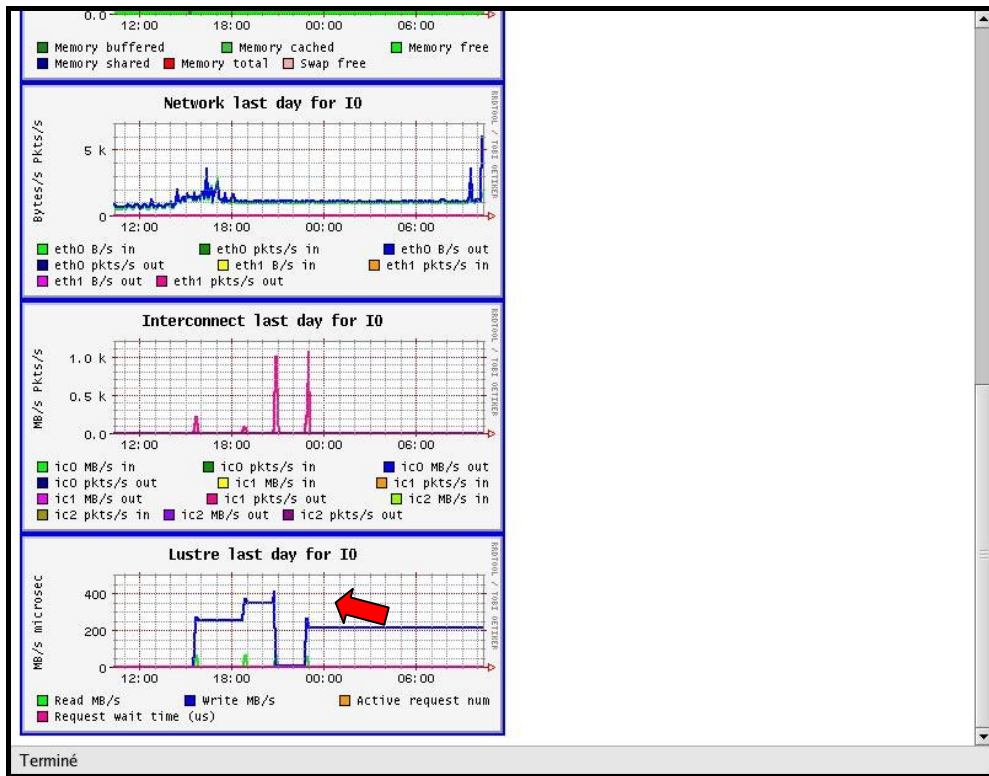 0.0
12:00 18:00 00:00 06:00
Memory buffered Memory cached Memory free
Memory shared Memory total Swap free
Network last day for IO
RRDTOOL / TOBI OETIKER
Bytes/s Pkts/s
5 k
0
12:00 18:00 00:00 06:00
eth0 B/s in eth0 pkts/s in eth0 B/s out
eth0 pkts/s out eth1 B/s in eth1 pkts/s in
eth1 B/s out eth1 pkts/s out
Interconnect last day for IO
RRDTOOL / TOBI OETIKER
MB/s Pkts/s
1.0 k
0.5 k
0.0
12:00 18:00 00:00 06:00
ic0 MB/s in ic0 pkts/s in ic0 MB/s out
ic0 pkts/s out ic1 MB/s in ic1 pkts/s in
ic1 MB/s out ic1 pkts/s out ic2 MB/s in
ic2 pkts/s in ic2 MB/s out ic2 pkts/s out
Lustre last day for IO
RRDTOOL / TOBI OETIKER
MB/s microsec
400
200
0
12:00 18:00 00:00 06:00
Read MB/s Write MB/s Active request num
Request wait time (us)
Terminé